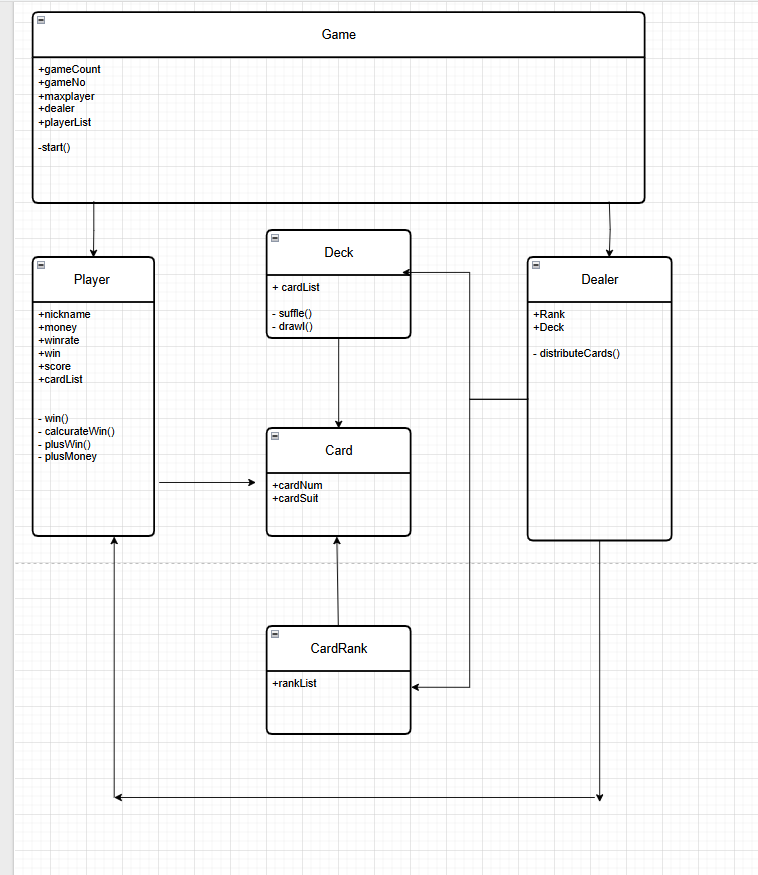 Game
+gameCount
+gameNo
+maxplayer
+dealer
+playerList
-start()
Player
+nickname
+money
+winrate
+win
+score
+cardList
- win()
- calcurateWin()
- plusWin()
- plusMoney
Deck
+ cardList
- suffle()
- drawl()
Dealer
+Rank
+Deck
- distributeCards()
Card
+cardNum
+cardSuit
CardRank
+rankList